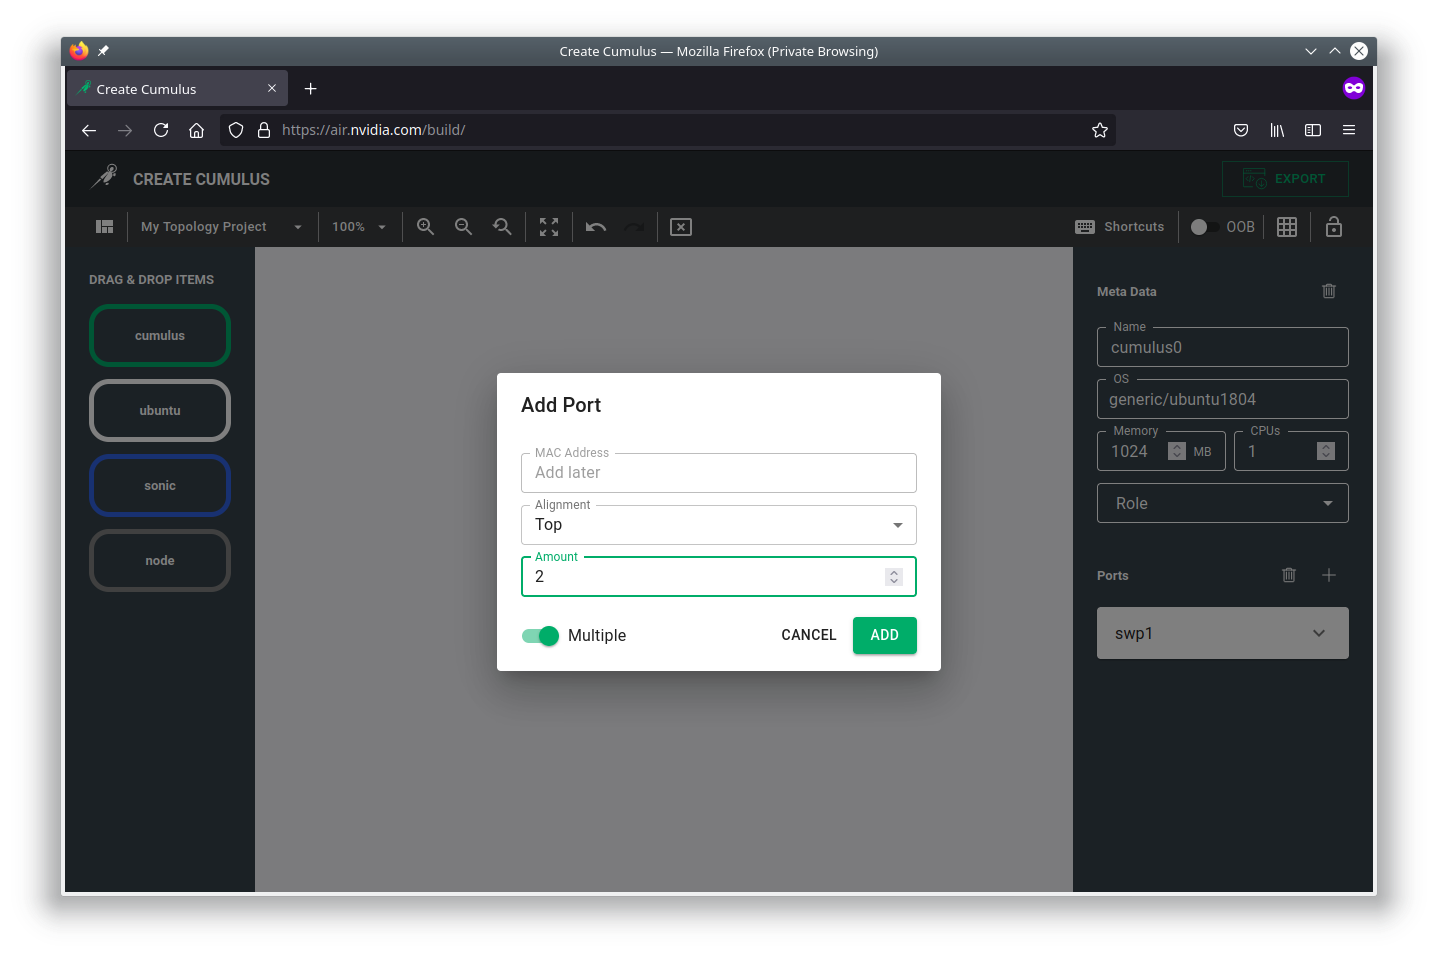 Create Cumulus — Mozilla Firefox (Private Browsing)
Create Cumulus
https://air.nvidia.com/build/
CREATE CUMULUS
EXPORT
My Topology Project
100%
Shortcuts
OOB
DRAG & DROP ITEMS
cumulus
ubuntu
sonic
node
Add Port
MAC Address
Add later
Alignment
Top
Amount
2
Multiple
CANCEL
ADD
Meta Data
Name
cumulus0
OS
generic/ubuntu1804
Memory
1024
MB
CPUs
1
Role
Ports
swp1